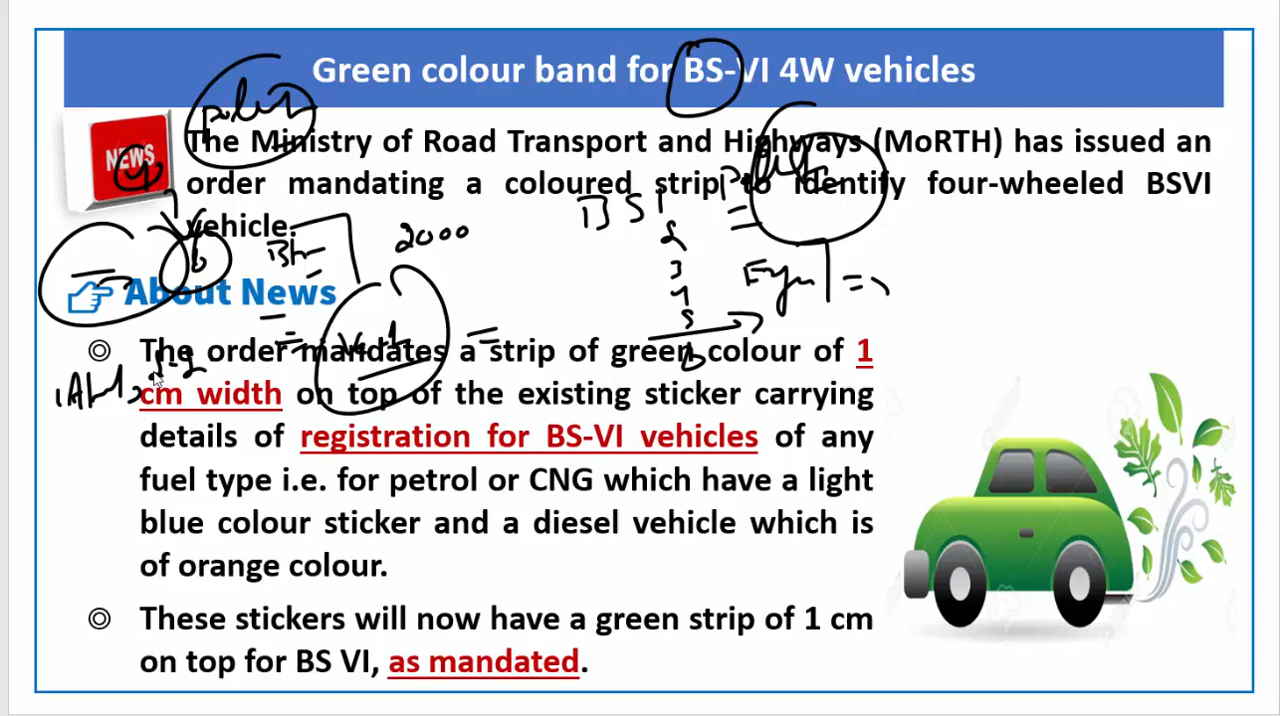 Green colour band for BS-VI 4W vehicles
NEWS
The Ministry of Road Transport and Highways (MoRTH) has issued an
order mandating a coloured strip to identify four-wheeled BSVI
vehicle.
2000
About News
The order mandates a strip of green colour of 1
cm width on top of the existing sticker carrying
details of registration for BS-VI vehicles of any
fuel type i.e. for petrol or CNG which have a light
blue colour sticker and a diesel vehicle which is
of orange colour.
These stickers will now have a green strip of 1 cm
on top for BS VI, as mandated.